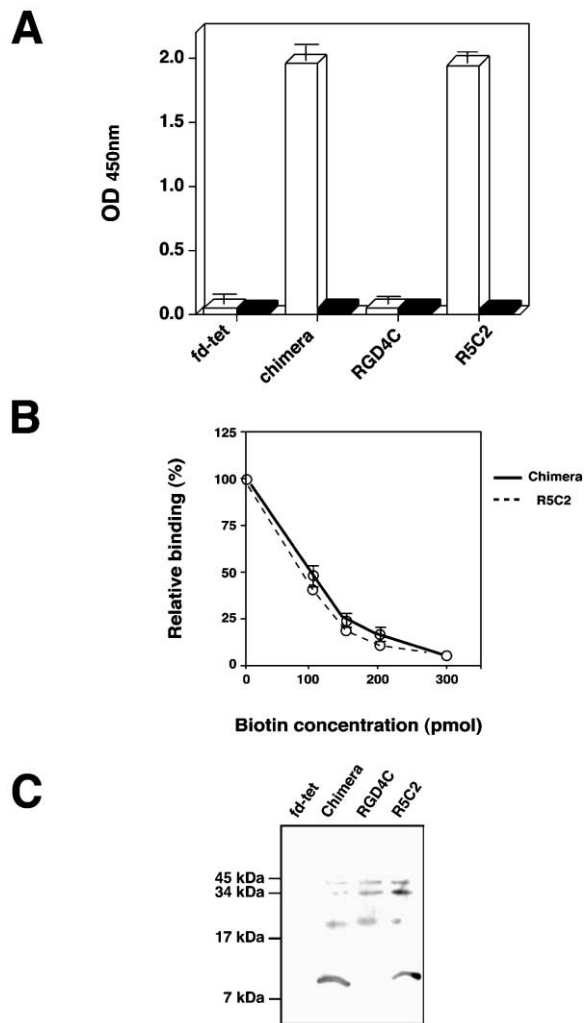 A
OD 450nm
2.0
1.5
1.0
0.5
0.0
fd-tet
chimera
RGD4C
R5C2
B
Relative binding (%)
125
100
75
50
25
0
0
100
200
300
Biotin concentration (pmol)
Chimera
R5C2
C
fd-tet
Chimera
RGD4C
R5C2
45 kDa
34 kDa
17 kDa
7 kDa